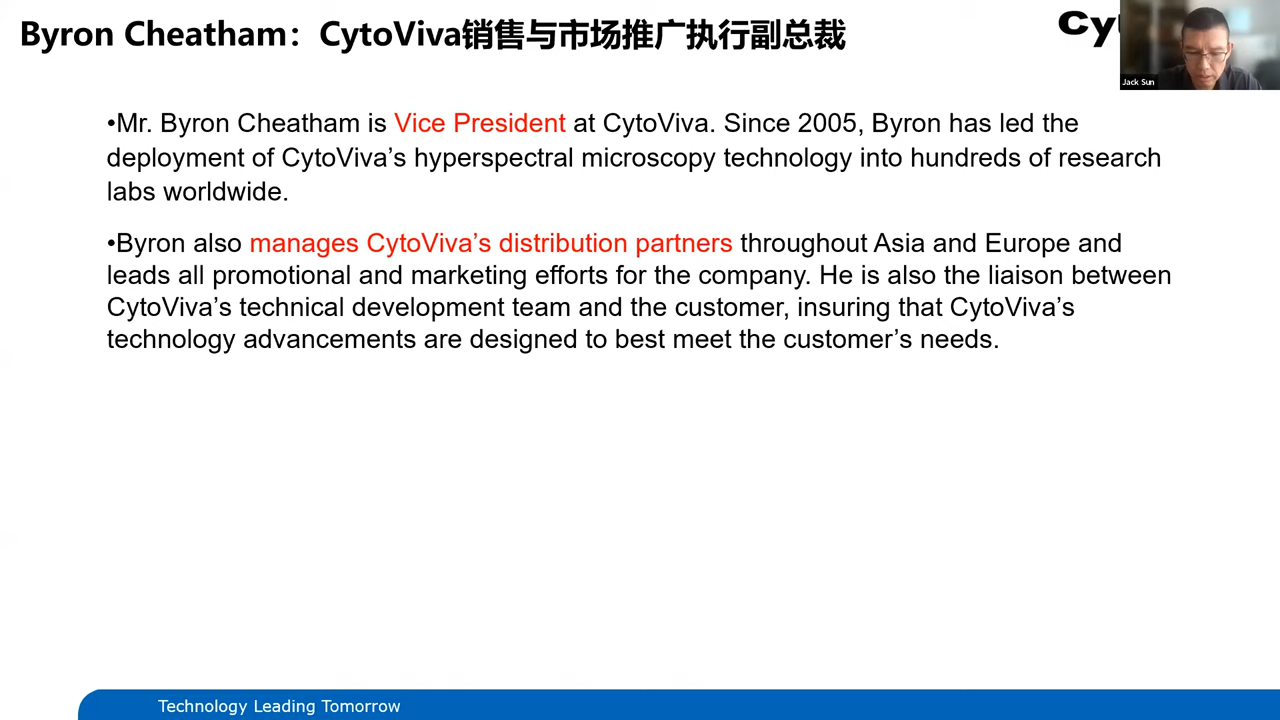 Byron Cheatham：CytoViva销售与市场推广执行副总裁
Cy
Jack Sun
•Mr. Byron Cheatham is Vice President at CytoViva. Since 2005, Byron has led the
deployment of CytoViva’s hyperspectral microscopy technology into hundreds of research
labs worldwide.
•Byron also manages CytoViva’s distribution partners throughout Asia and Europe and
leads all promotional and marketing efforts for the company. He is also the liaison between
CytoViva’s technical development team and the customer, insuring that CytoViva’s
technology advancements are designed to best meet the customer’s needs.
Technology Leading Tomorrow